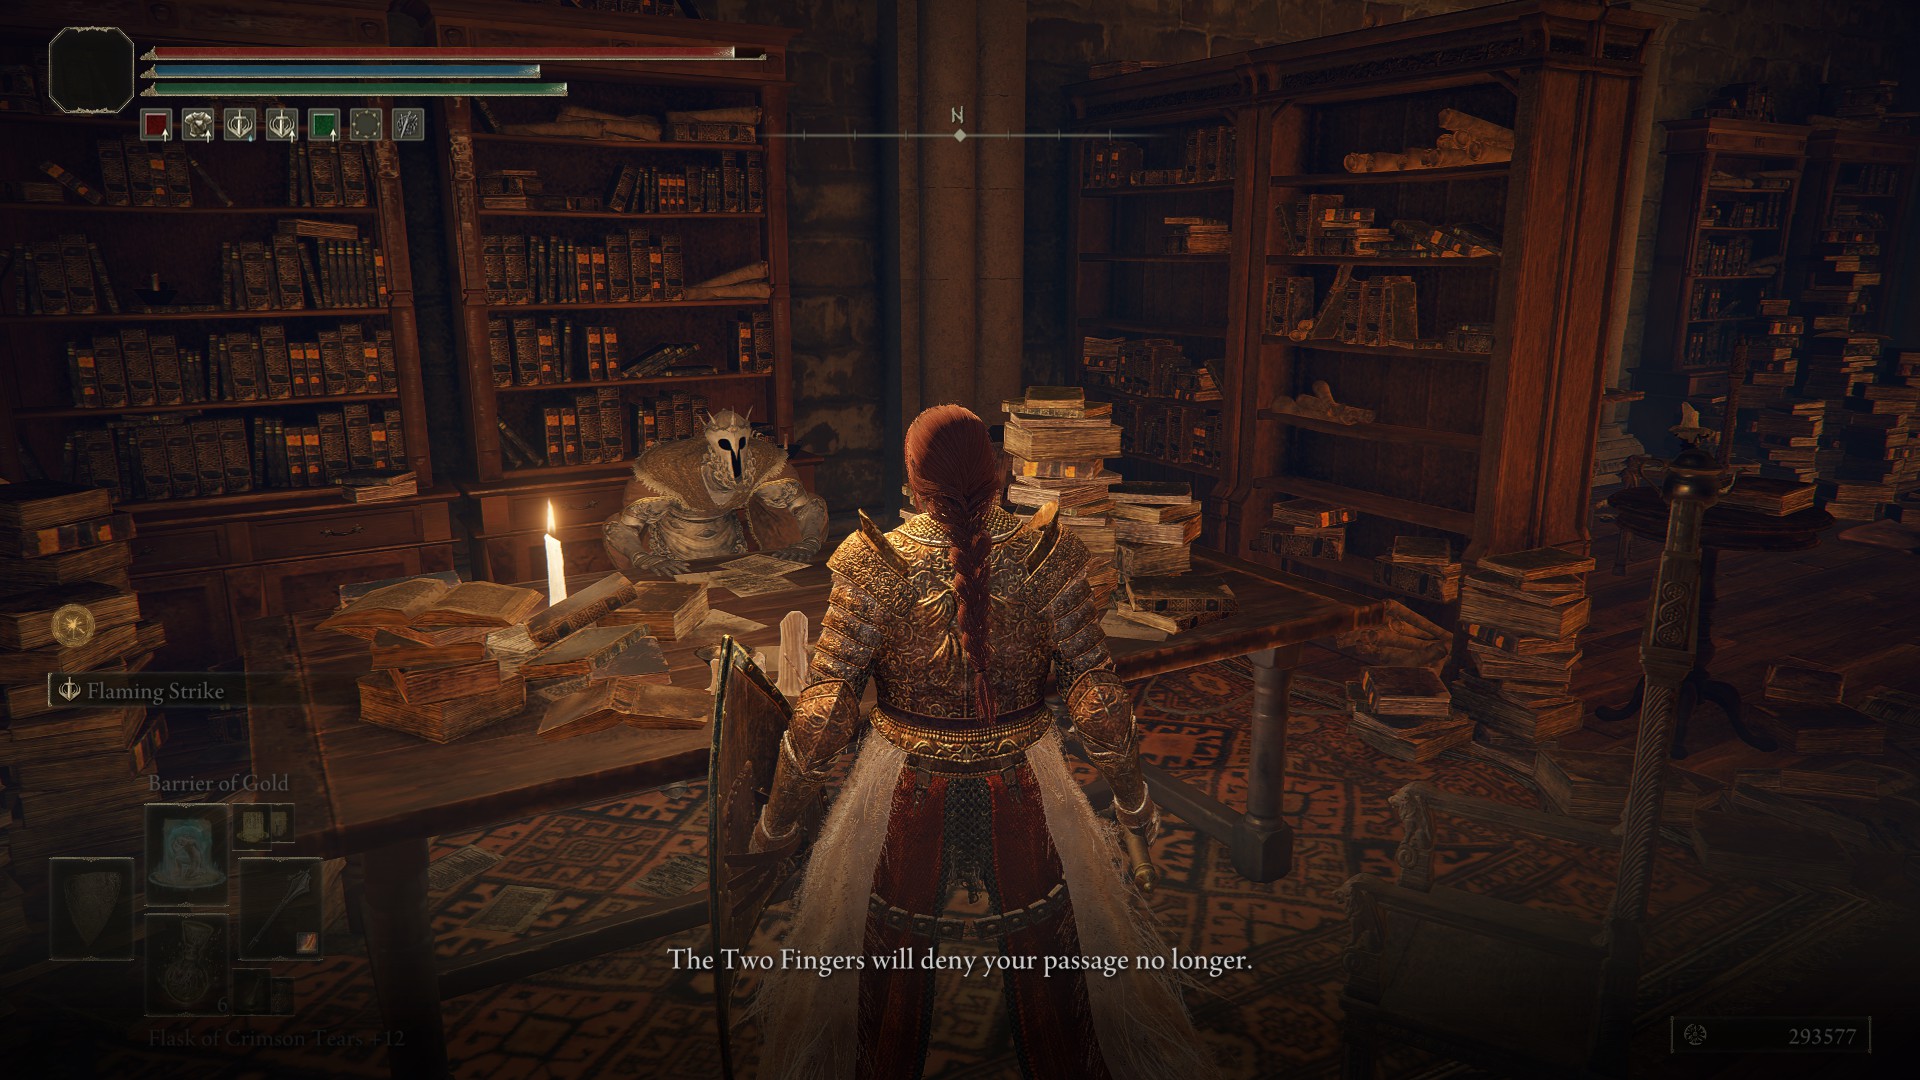 N
Flaming Strike
Barrier of Gold
6
Flask of Crimson Tears +12
The Two Fingers will deny your passage no longer.
293577